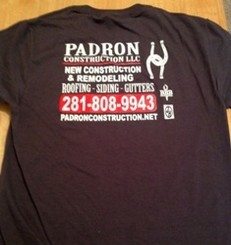 PADRON
CONSTRUCTION LLC
NEW CONSTRUCTION
& REMODELING
ROOFING - SIDING - GUTTERS
281-808-9943
PADRONCONSTRUCTION.NET